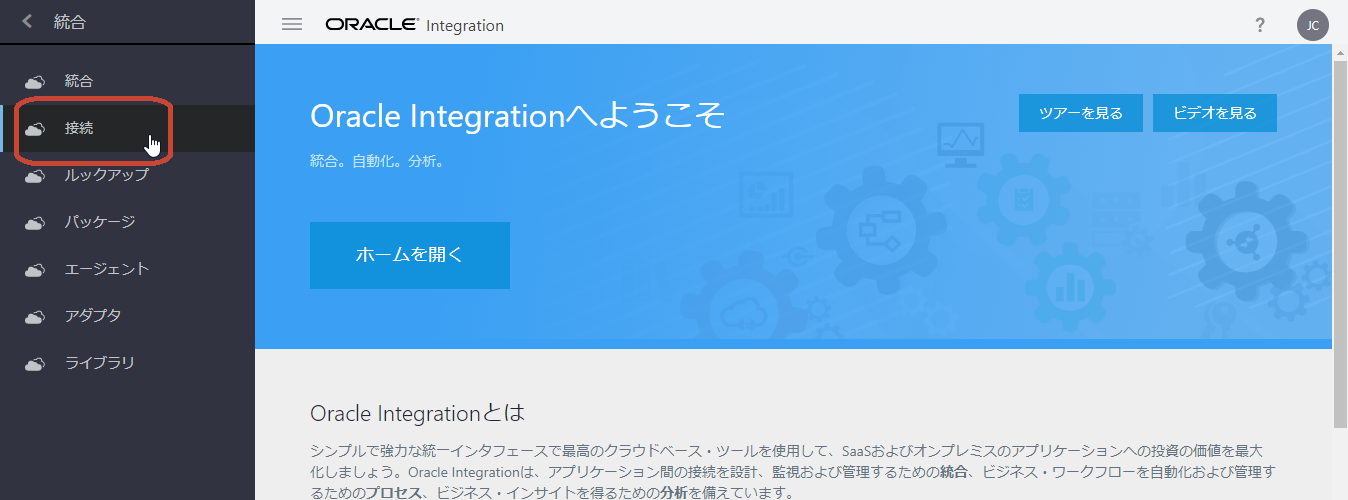 統合
統合
接続
ルックアップ
パッケージ
エージェント
アダプタ
ライブラリ
ORACLE® Integration
?
JC
Oracle Integrationへようこそ
ツアーを見る
ビデオを見る
統合。自動化。分析。
ホームを開く
Oracle Integrationとは
シンプルで強力な統一インタフェースで最高のクラウドベース・ツールを使用して、SaaSおよびオンプレミスのアプリケーションへの投資の価値を最大
化しましょう。Oracle Integrationは、アプリケーション間の接続を設計、監視および管理するための統合、ビジネス・ワークフローを自動化および管理す
るためのプロセス、ビジネス・インサイトを得るための分析を備えています。